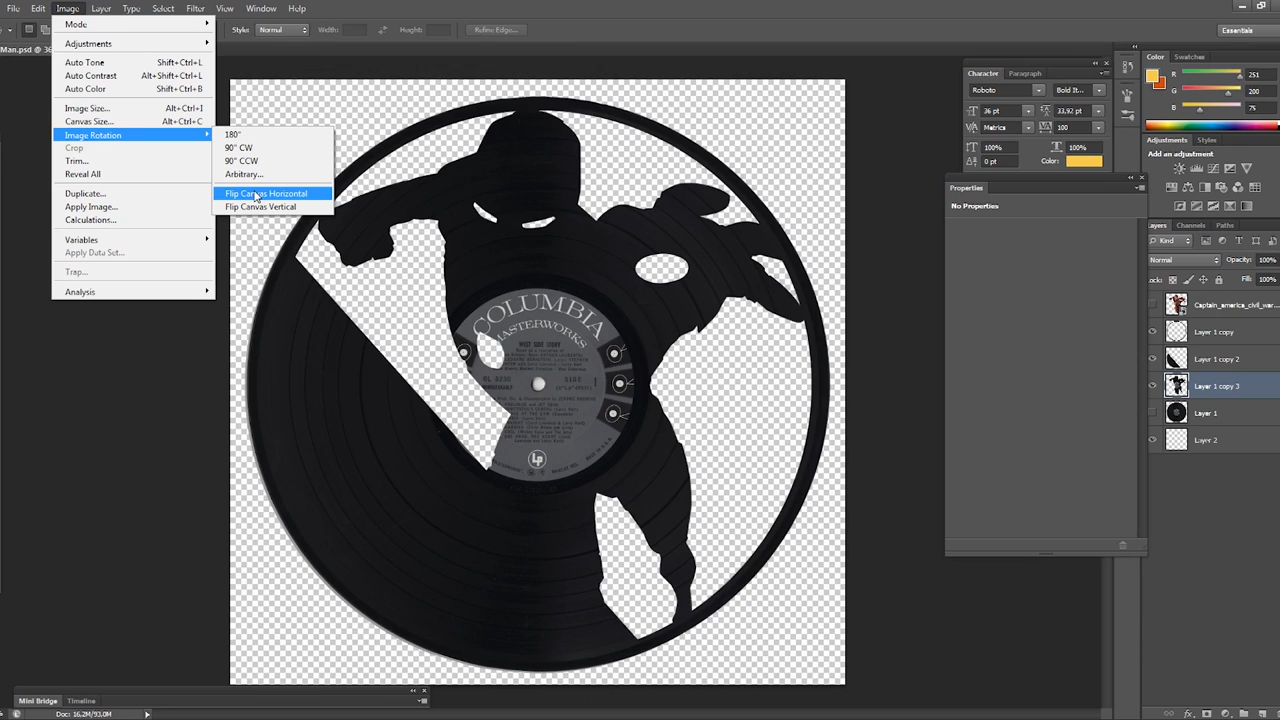 File Edit Image Layer Type Select Filter View Window Help
Style: Normal Width: Height: Refine Edge... Essentials
Man.psd @ 36
Mode
Adjustments
Auto Tone Shift+Ctrl+L
Auto Contrast Alt+Shift+Ctrl+L
Auto Color Shift+Ctrl+B
Image Size... Alt+Ctrl+I
Canvas Size... Alt+Ctrl+C
Image Rotation
Crop
Trim...
Reveal All
Duplicate...
Apply Image...
Calculations...
Variables
Apply Data Set...
Trap...
Analysis
180°
90° CW
90° CCW
Arbitrary...
Flip Canvas Horizontal
Flip Canvas Vertical
COLUMBIA
MASTERWORKS
WEST SIDE STORY
Lp
Character Paragraph
Roboto Bold It...
36 pt 33,92 pt
Metrics 100
100% 100%
0 pt Color:
Properties
No Properties
Color Swatches
R 251
G 200
B 75
Add an adjustment
Layers Channels Paths
Kind
Normal Opacity: 100%
Locks: Fill: 100%
Captain_america_civil_war...
Layer 1 copy
Layer 1 copy 2
Layer 1 copy 3
Layer 1
Layer 2
Mini Bridge Timeline
Doc: 16,2M/93,0M